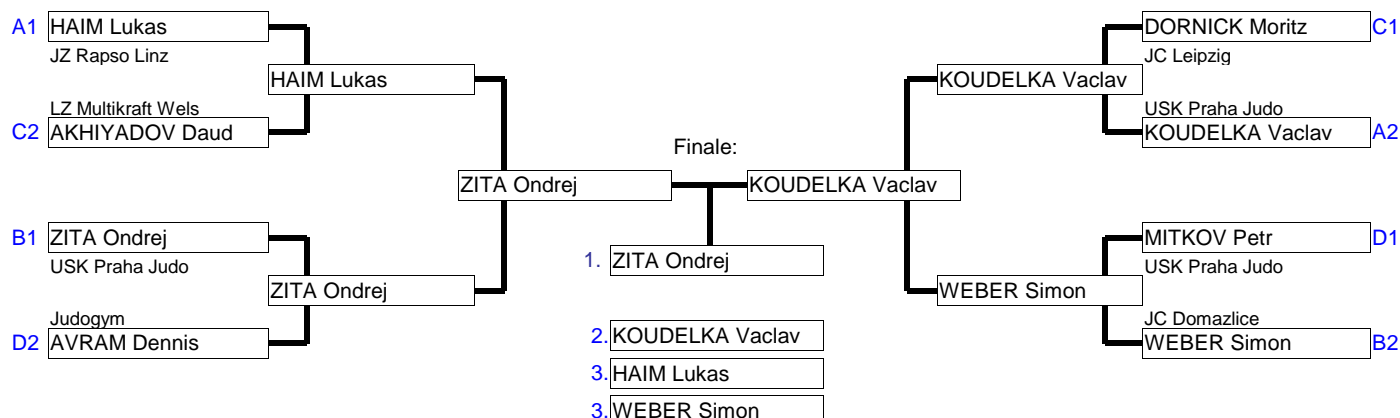 A1 HAIM Lukas
JZ Rapso Linz
HAIM Lukas
LZ Multikraft Wels
C2 AKHIYADOV Daud
ZITA Ondrej
B1 ZITA Ondrej
USK Praha Judo
ZITA Ondrej
Judogym
D2 AVRAM Dennis
Finale:
1. ZITA Ondrej
2. KOUDELKA Vaclav
3. HAIM Lukas
3. WEBER Simon
DORNICK Moritz C1
JC Leipzig
KOUDELKA Vaclav
USK Praha Judo
KOUDELKA Vaclav A2
KOUDELKA Vaclav
MITKOV Petr D1
USK Praha Judo
WEBER Simon
JC Domazlice
WEBER Simon B2